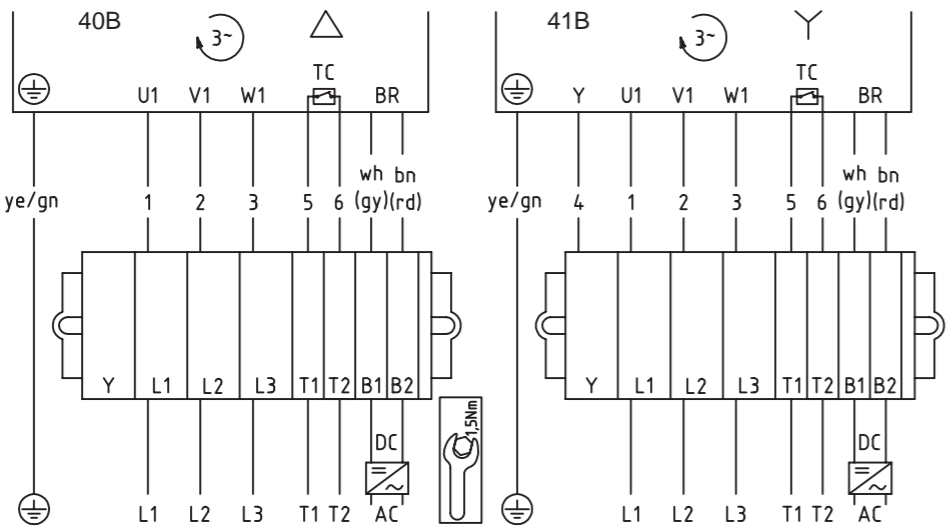 40B
3~
TC
U1 V1 W1 BR
wh bn
ye/gn 1 2 3 5 6 (gy)(rd)
Y L1 L2 L3 T1 T2 B1 B2
DC
L1 L2 L3 T1 T2 AC
1,5Nm
41B
3~
TC
Y U1 V1 W1 BR
wh bn
ye/gn 4 1 2 3 5 6 (gy)(rd)
Y L1 L2 L3 T1 T2 B1 B2
DC
L1 L2 L3 T1 T2 AC